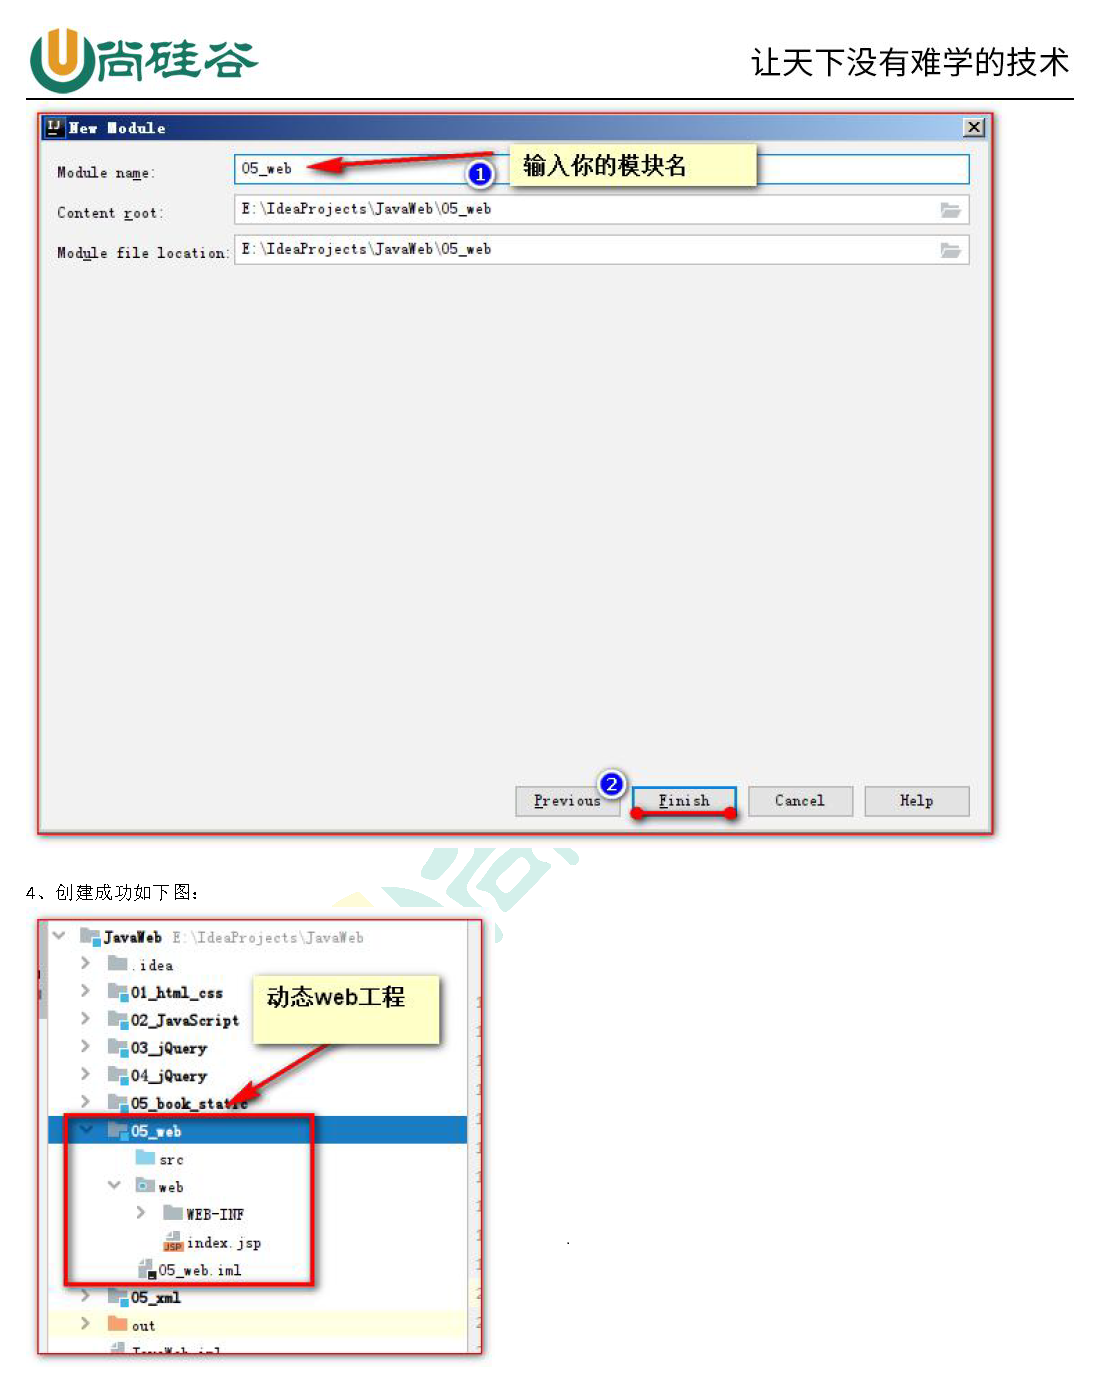 尚硅谷
让天下没有难学的技术
New Module
Module name:
05_web
1
输入你的模块名
Content root:
E:\IdeaProjects\JavaWeb\05_web
Module file location:
E:\IdeaProjects\JavaWeb\05_web
2
Previous
Finish
Cancel
Help
4、创建成功如下图：
JavaWeb E:\IdeaProjects\JavaWeb
.idea
01_html_css
动态web工程
02_JavaScript
03_jQuery
04_jQuery
05_book_static
05_web
src
web
WEB-INF
index.jsp
05_web.iml
05_xml
out
JavaWeb.iml